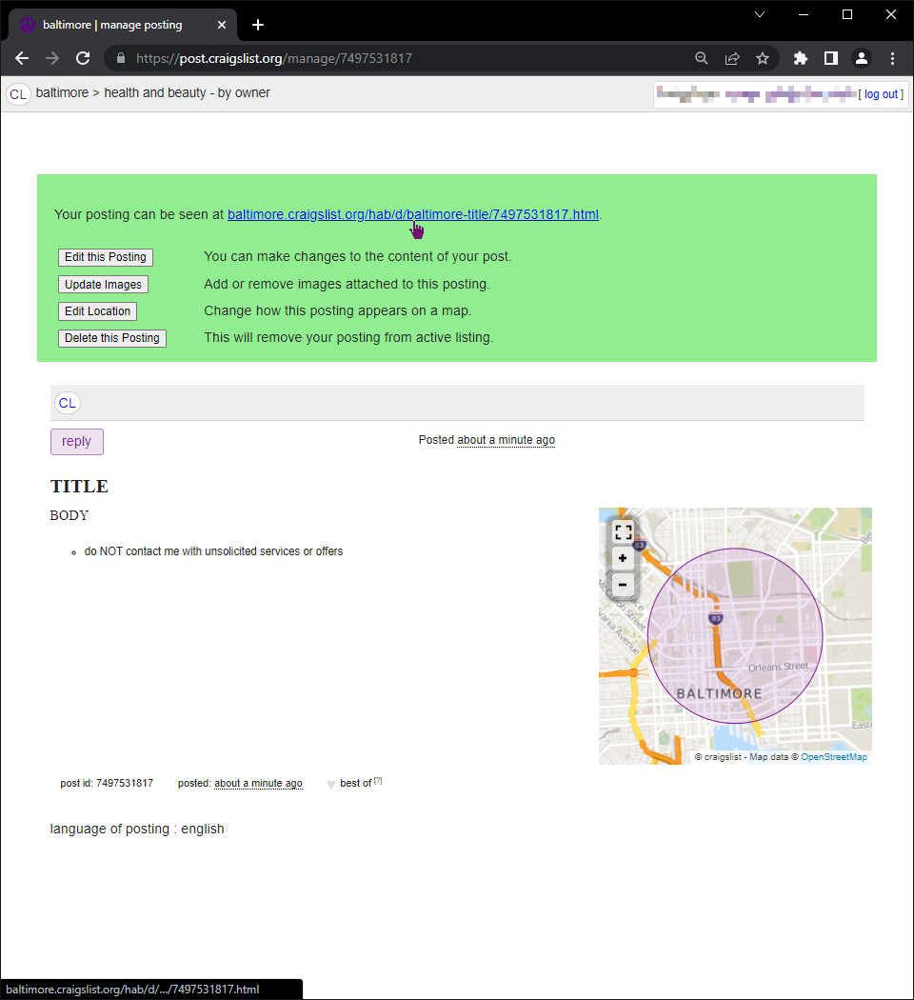 baltimore | manage posting
https://post.craigslist.org/manage/7497531817
CL baltimore > health and beauty - by owner
[ log out ]
Your posting can be seen at baltimore.craigslist.org/hab/d/baltimore-title/7497531817.html.
Edit this Posting You can make changes to the content of your post.
Update Images Add or remove images attached to this posting.
Edit Location Change how this posting appears on a map.
Delete this Posting This will remove your posting from active listing.
CL
reply Posted about a minute ago
TITLE
BODY
do NOT contact me with unsolicited services or offers
83
83
Orleans Street
BALTIMORE
© craigslist - Map data © OpenStreetMap
post id: 7497531817 posted: about a minute ago ♥ best of [?]
language of posting : english
baltimore.craigslist.org/hab/d/.../7497531817.html